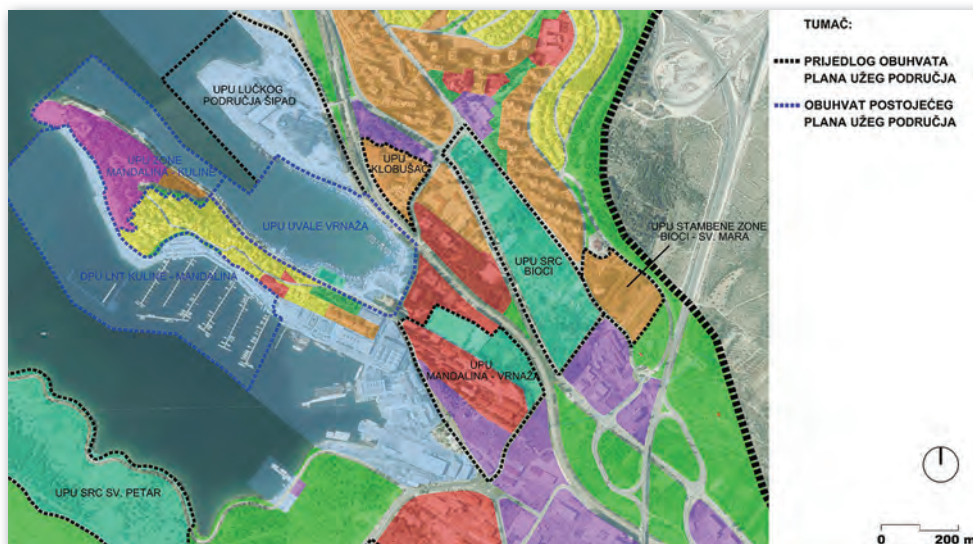 TUMAČ:
PRIJEDLOG OBUHVATA
PLANA UŽEG PODRUČJA
OBUHVAT POSTOJEĆEG
PLANA UŽEG PODRUČJA
UPU LUČKOG
PODRUČJA ŠIPAD
UPU
KLOBUŠAC
UPU ZONE
MANDALINA - KULINE
UPU UVALE VRNAŽA
UPU STAMBENE ZONE
BIOCI - SV. MARA
UPU SRC
BIOCI
DPU LNT KULINE - MANDALINA
UPU
MANDALINA - VRNAŽA
UPU SRC SV. PETAR
0 200 m